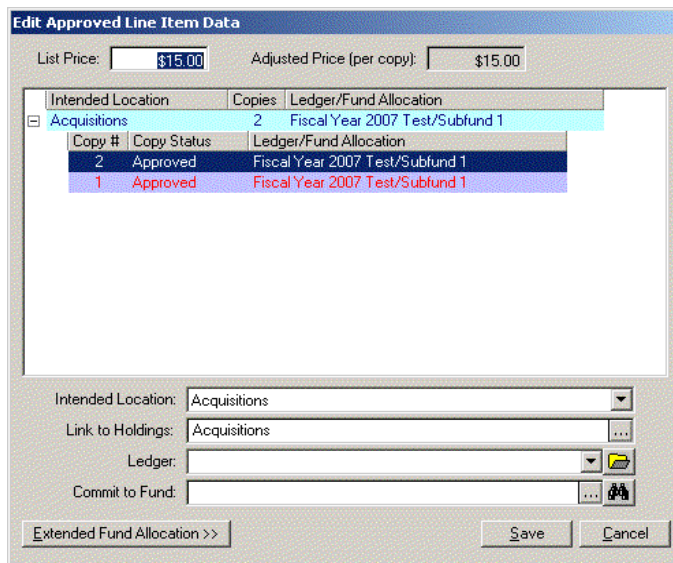 Edit Approved Line Item Data
List Price: $15.00 Adjusted Price (per copy): $15.00
Intended Location Copies Ledger/Fund Allocation
Acquisitions 2 Fiscal Year 2007 Test/Subfund 1
Copy # Copy Status Ledger/Fund Allocation
2 Approved Fiscal Year 2007 Test/Subfund 1
1 Approved Fiscal Year 2007 Test/Subfund 1
Intended Location: Acquisitions
Link to Holdings: Acquisitions ...
Ledger:
Commit to Fund: ...
Extended Fund Allocation >> Save Cancel